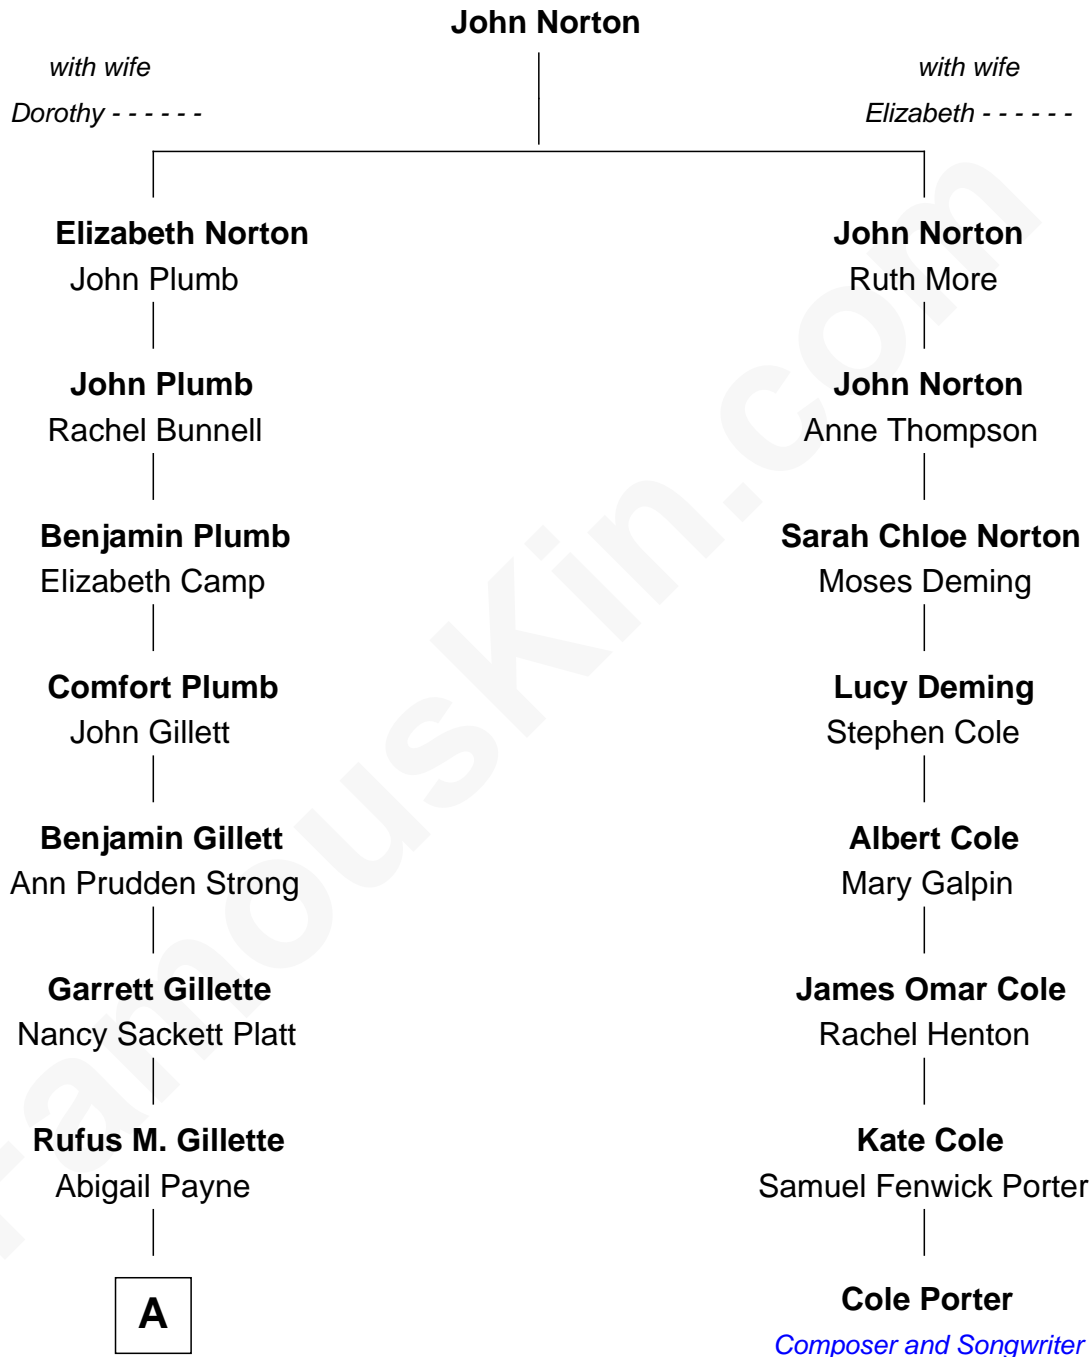 John Norton
with wife
Dorothy - - - - - -
with wife
Elizabeth - - - - - -
Elizabeth Norton
John Plumb
John Norton
Ruth More
John Plumb
Rachel Bunnell
John Norton
Anne Thompson
Benjamin Plumb
Elizabeth Camp
Sarah Chloe Norton
Moses Deming
Comfort Plumb
John Gillett
Lucy Deming
Stephen Cole
Benjamin Gillett
Ann Prudden Strong
Albert Cole
Mary Galpin
Garrett Gillette
Nancy Sackett Platt
James Omar Cole
Rachel Henton
Rufus M. Gillette
Abigail Payne
Kate Cole
Samuel Fenwick Porter
A
Cole Porter
Composer and Songwriter
FamousKin.com